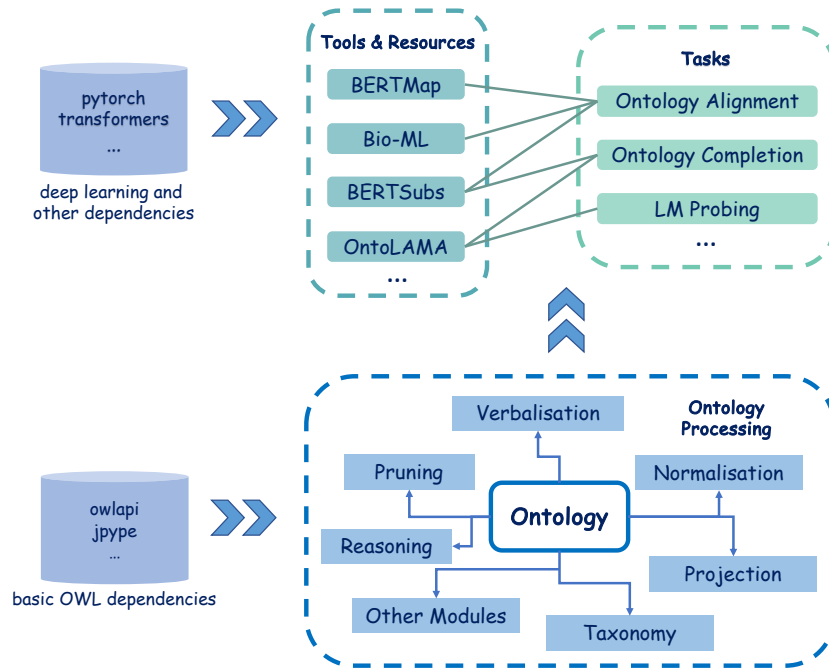 pytorch
transformers
...
deep learning and
other dependencies
Tools & Resources
BERTMap
Bio-ML
BERTSubs
OntoLAMA
...
Tasks
Ontology Alignment
Ontology Completion
LM Probing
...
owlapi
jpype
...
basic OWL dependencies
Ontology
Processing
Verbalisation
Pruning
Normalisation
Ontology
Reasoning
Projection
Other Modules
Taxonomy